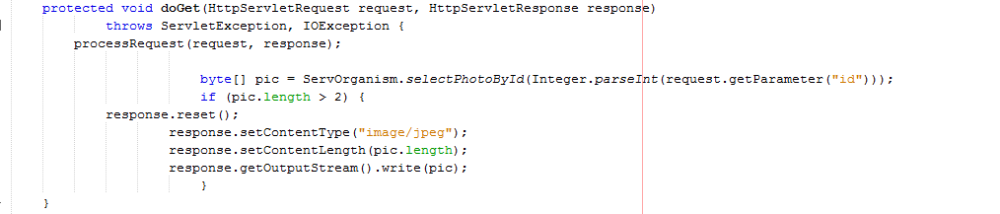 protected void doGet(HttpServletRequest request, HttpServletResponse response)
throws ServletException, IOException {
processRequest(request, response);
byte[] pic = ServOrganism.selectPhotoById(Integer.parseInt(request.getParameter("id")));
if (pic.length > 2) {
response.reset();
response.setContentType("image/jpeg");
response.setContentLength(pic.length);
response.getOutputStream().write(pic);
}
}